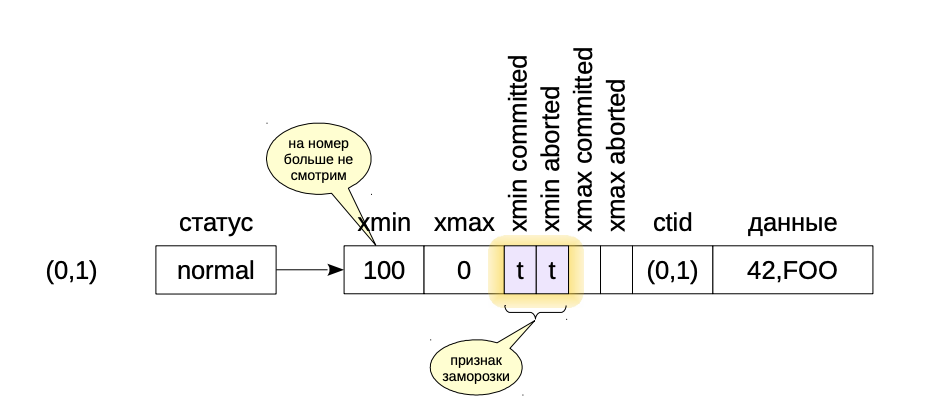 xmin committed
xmin aborted
xmax committed
xmax aborted
на номер
больше не
смотрим
статус xmin xmax ctid данные
(0,1) normal 100 0 t t (0,1) 42,FOO
признак
заморозки